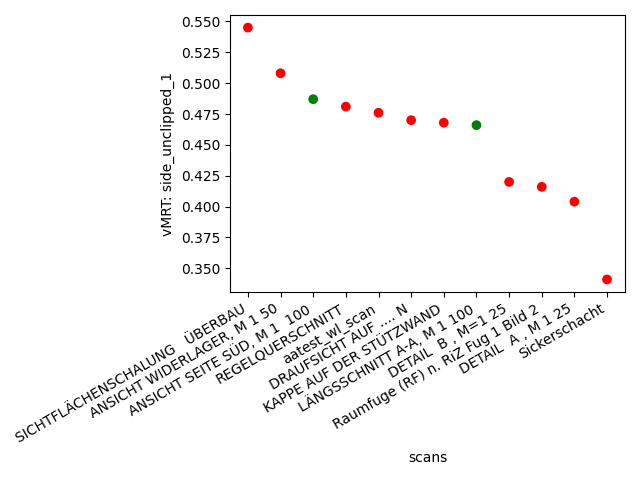 0.550
0.525
0.500
0.475
0.450
0.425
0.400
0.375
0.350
vMRT: side_unclipped_1
SICHTFLÄCHENSCHALUNG ÜBERBAU
ANSICHT WIDERLAGER, M 1 50
ANSICHT SEITE SÜD, M 1 100
REGELQUERSCHNITT
aatest_wl_scan
DRAUFSICHT AUF .... N
KAPPE AUF DER STÜTZWAND
LÄNGSSCHNITT A-A, M 1 100
DETAIL B , M=1 25
Raumfuge (RF) n. RiZ Fug 1 Bild 2
DETAIL A , M 1 25
Sickerschacht
scans